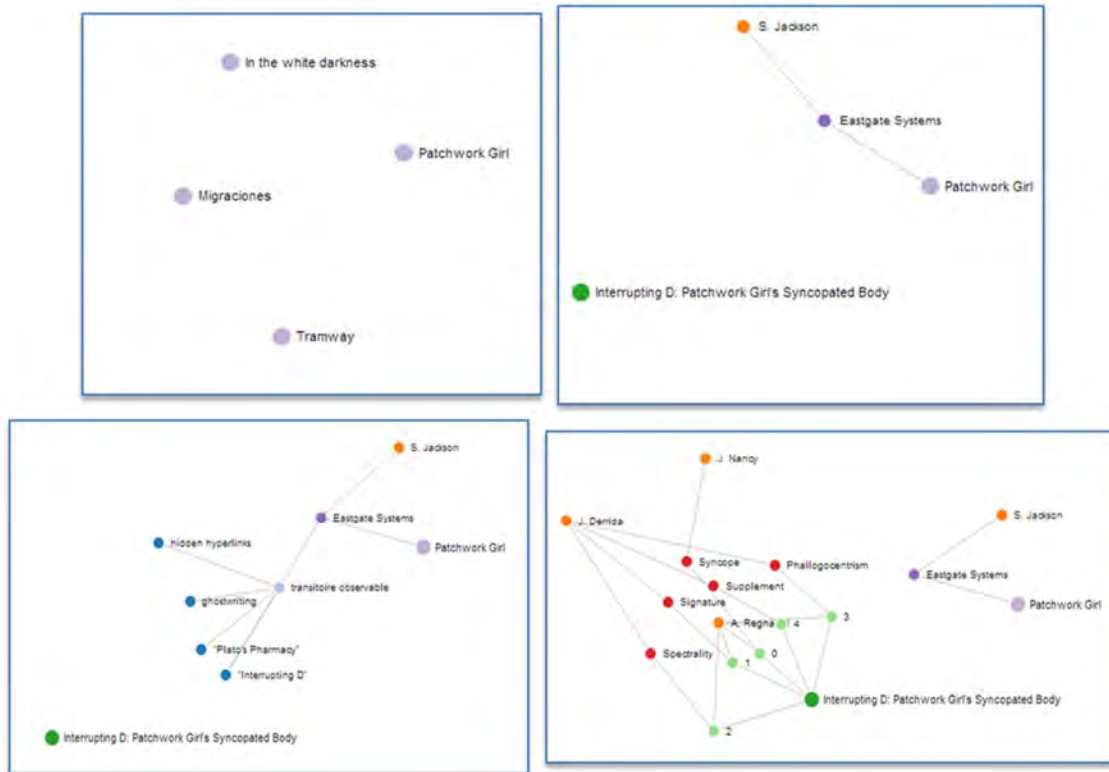 In the white darkness
Patchwork Girl
Migraciones
Tramway
S. Jackson
Eastgate Systems
Patchwork Girl
Interrupting D: Patchwork Girl's Syncopated Body
S. Jackson
Eastgate Systems
hidden hyperlinks
Patchwork Girl
transitoire observable
ghostwriting
"Plato's Pharmacy"
"Interrupting D"
Interrupting D: Patchwork Girl's Syncopated Body
J. Nancy
J. Derrida
S. Jackson
Syncope
Phallogocentrism
Eastgate Systems
Supplement
Signature
Patchwork Girl
3
A. Regna
4
Spectrality
0
1
Interrupting D: Patchwork Girl's Syncopated Body
2